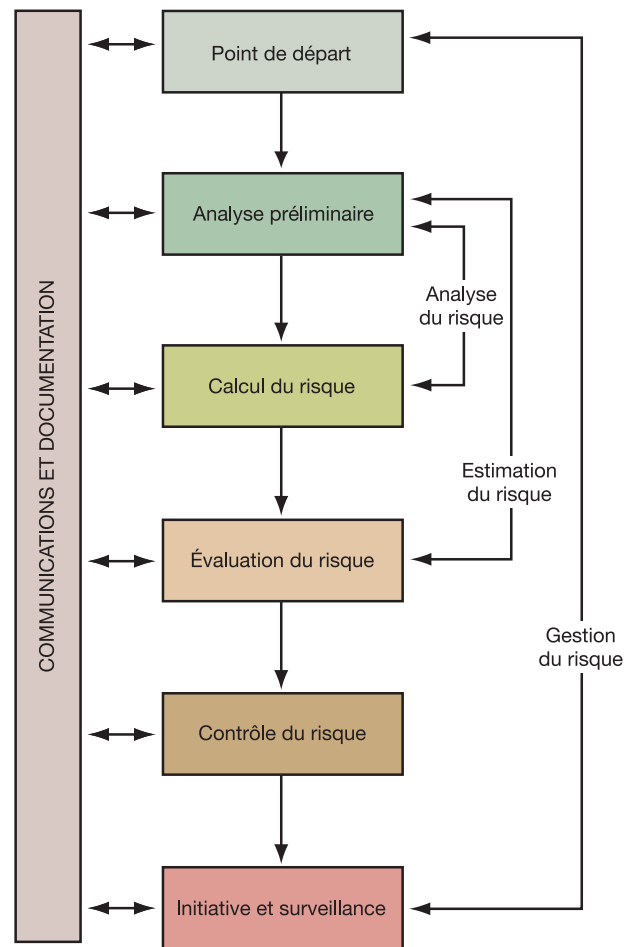 COMMUNICATIONS ET DOCUMENTATION
Point de départ
Analyse préliminaire
Analyse
du risque
Calcul du risque
Estimation
du risque
Évaluation du risque
Gestion
du risque
Contrôle du risque
Initiative et surveillance